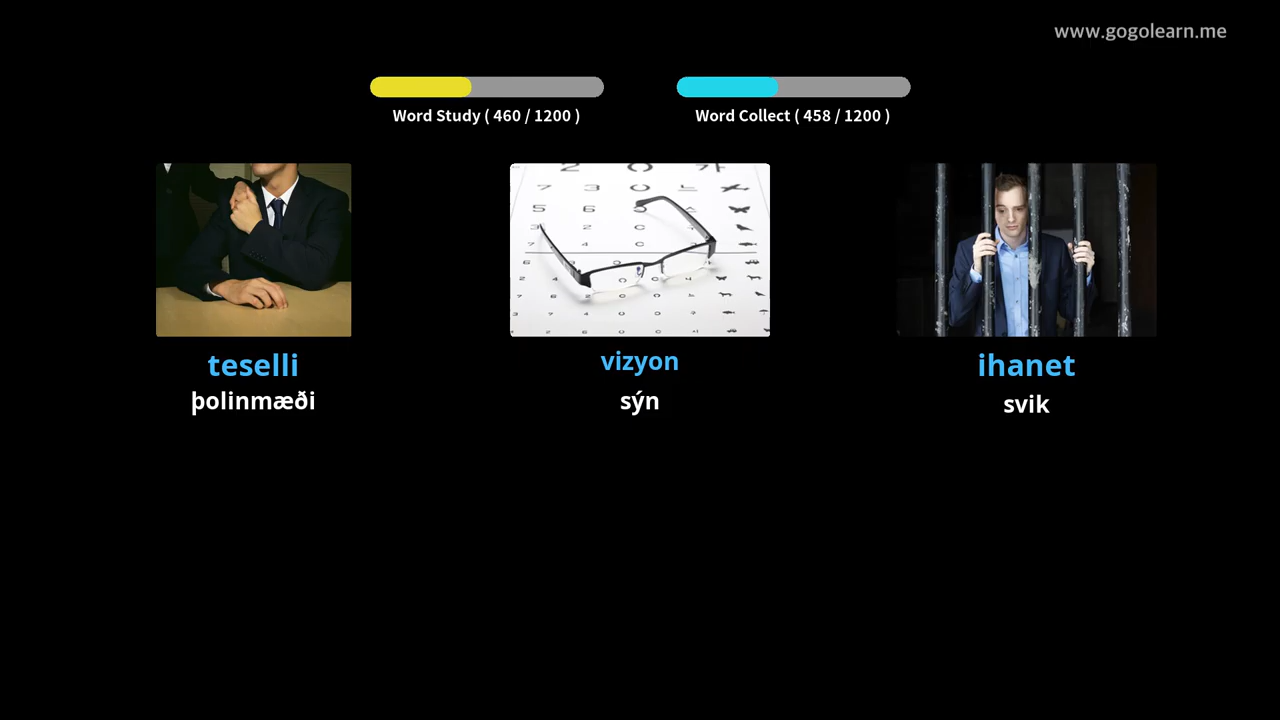 www.gogolearn.me
Word Study ( 460 / 1200 )
Word Collect ( 458 / 1200 )
teselli
þolinmæði
vizyon
sýn
ihanet
svik